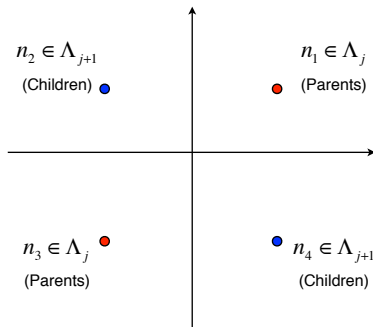 n₂ ∈ Λⱼ₊₁
(Children)
n₁ ∈ Λⱼ
(Parents)
n₃ ∈ Λⱼ
(Parents)
n₄ ∈ Λⱼ₊₁
(Children)